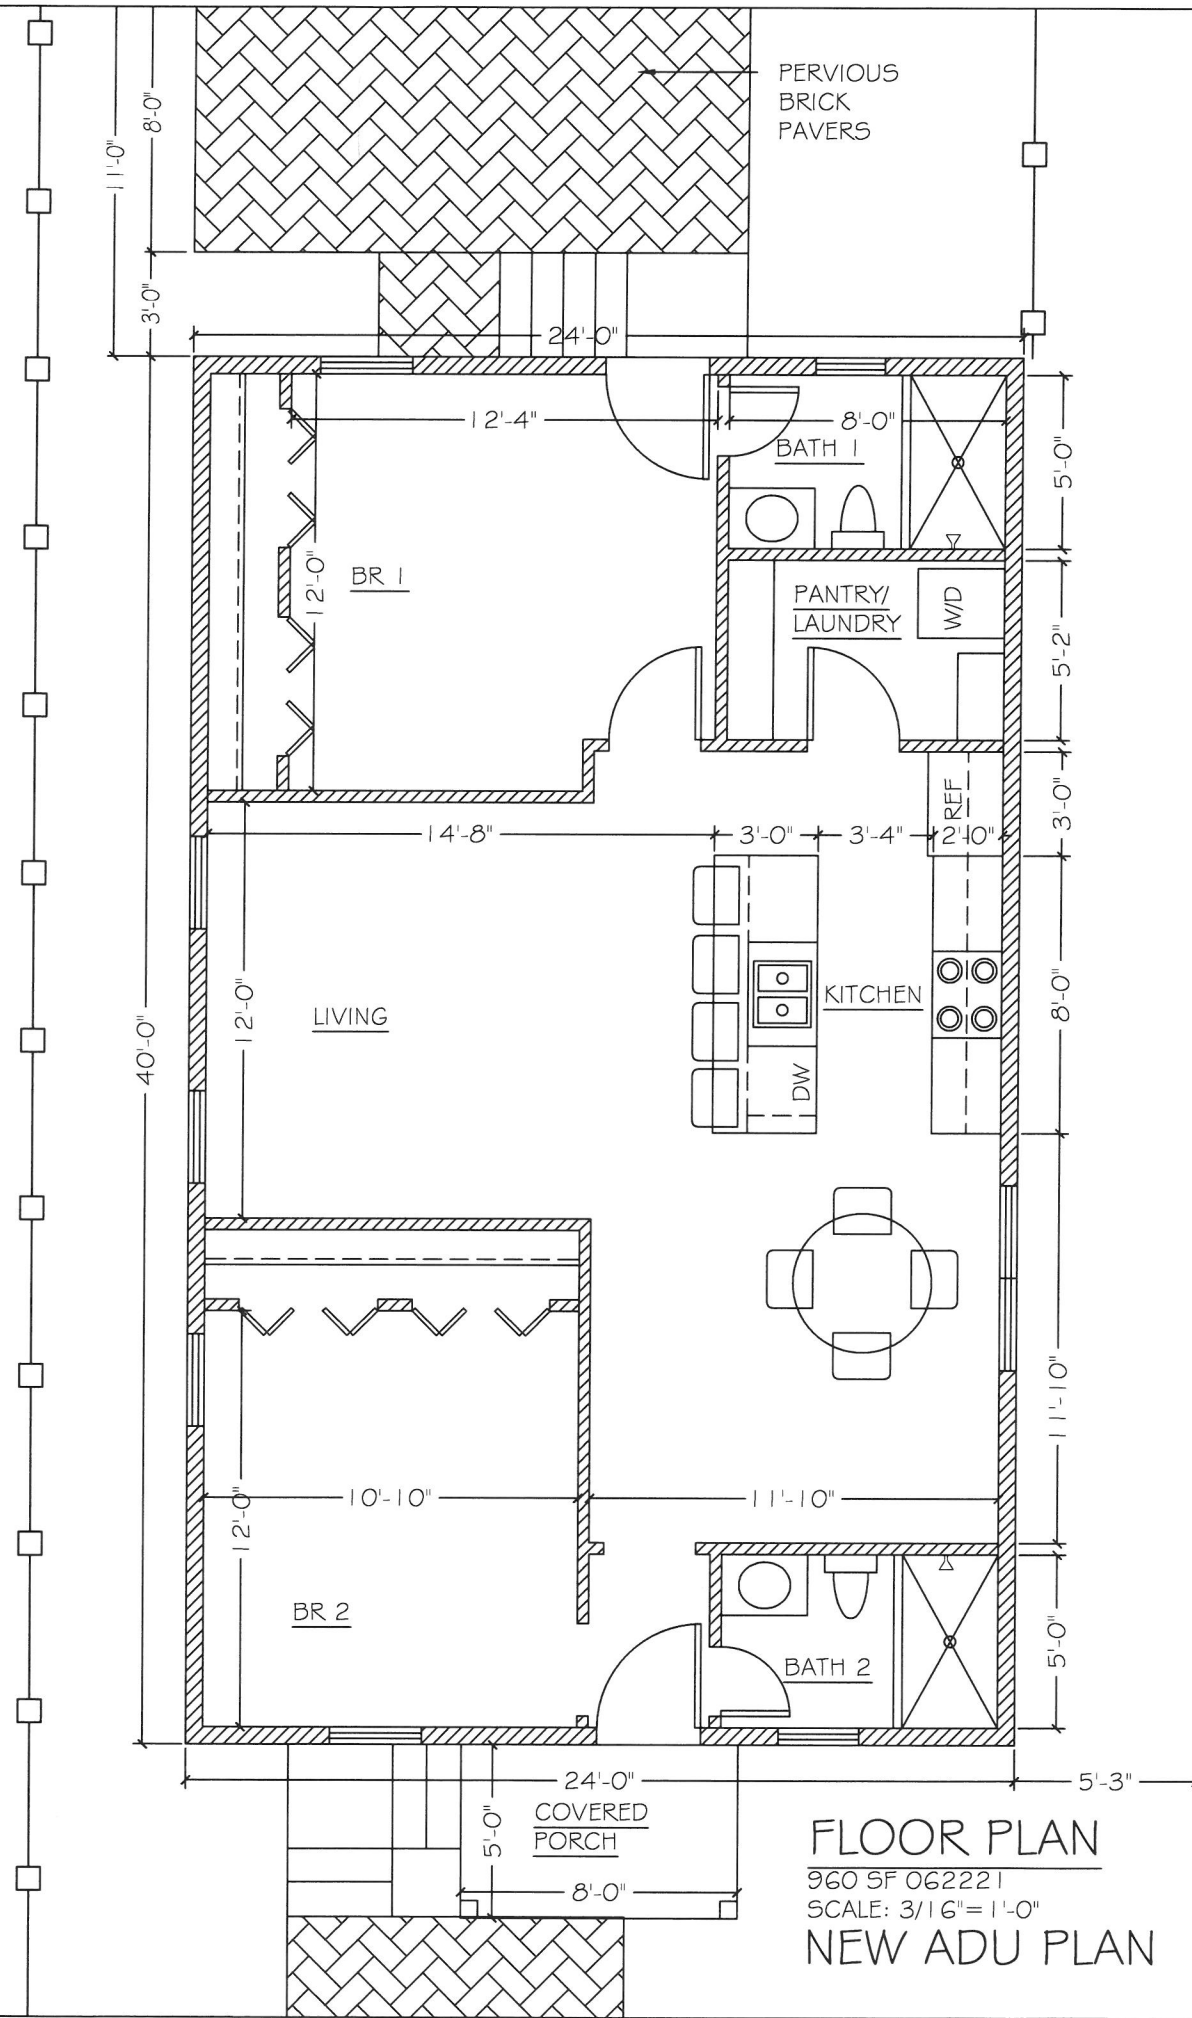 PERVIOUS
BRICK
PAVERS
11'-0"
8'-0"
3'-0"
24'-0"
12'-4"
8'-0"
BATH 1
5'-0"
BR 1
12'-0"
PANTRY/
LAUNDRY
W/D
5'-2"
REF
3'-0"
14'-8"
3'-0"
3'-4"
2'-0"
LIVING
12'-0"
KITCHEN
8'-0"
40'-0"
DW
11'-10"
10'-10"
11'-10"
12'-0"
BR 2
BATH 2
5'-0"
24'-0"
5'-3"
COVERED
PORCH
5'-0"
8'-0"
FLOOR PLAN
960 SF 062221
SCALE: 3/16"=1'-0"
NEW ADU PLAN